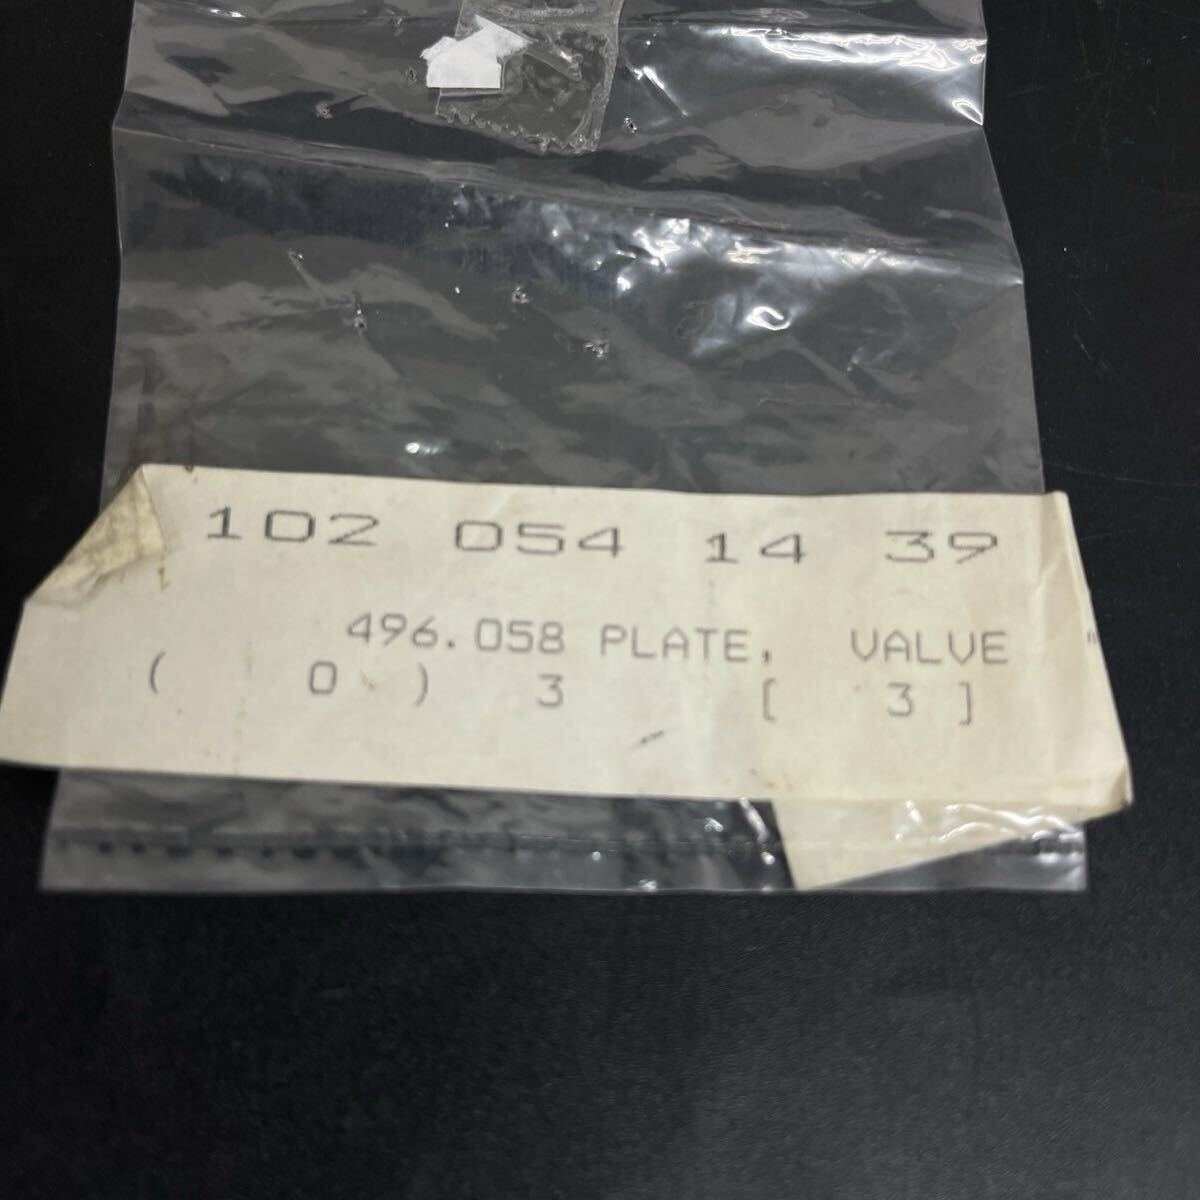 102 054 14 39
496.058 PLATE, VALVE "
( 0 ) 3 [ 3 ]